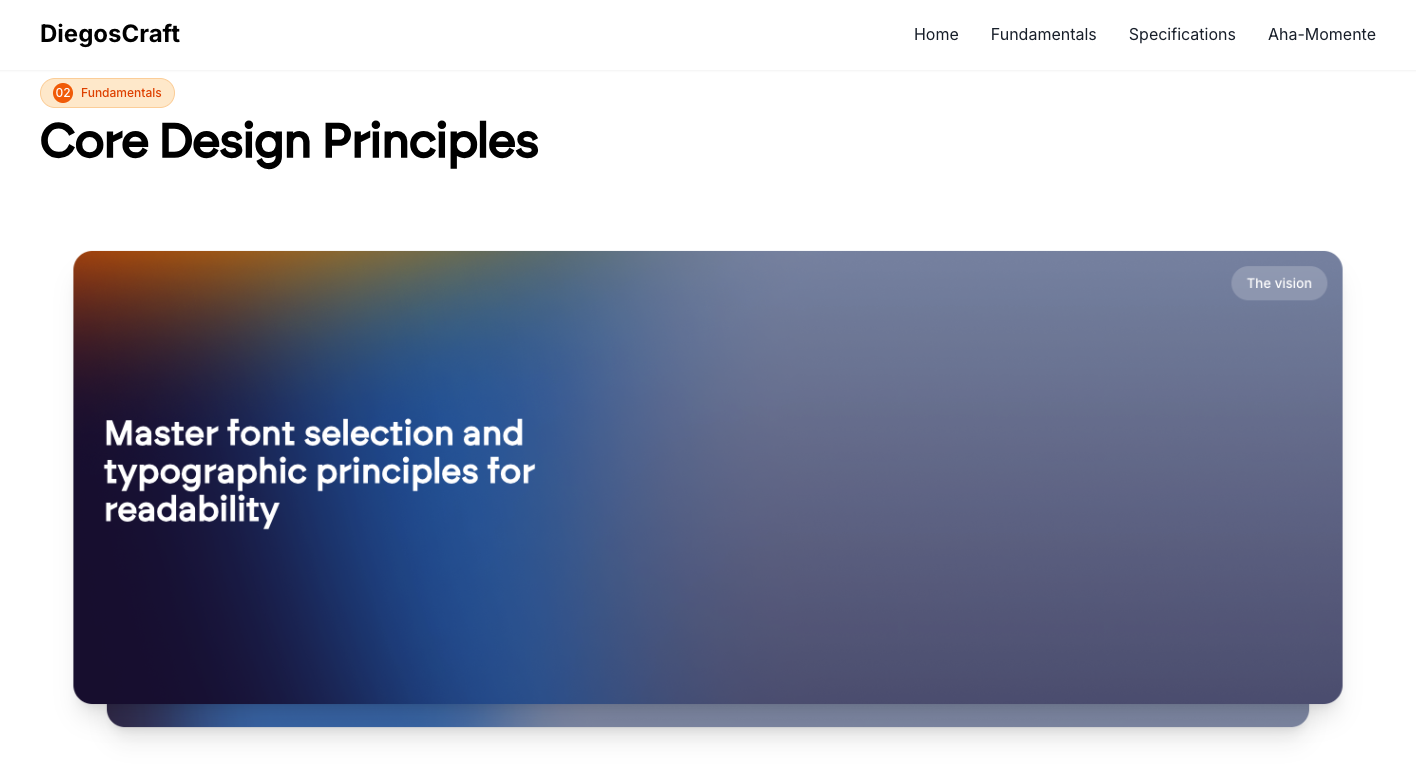 DiegosCraft
Home Fundamentals Specifications Aha-Momente
02 Fundamentals
Core Design Principles
The vision
Master font selection and
typographic principles for
readability